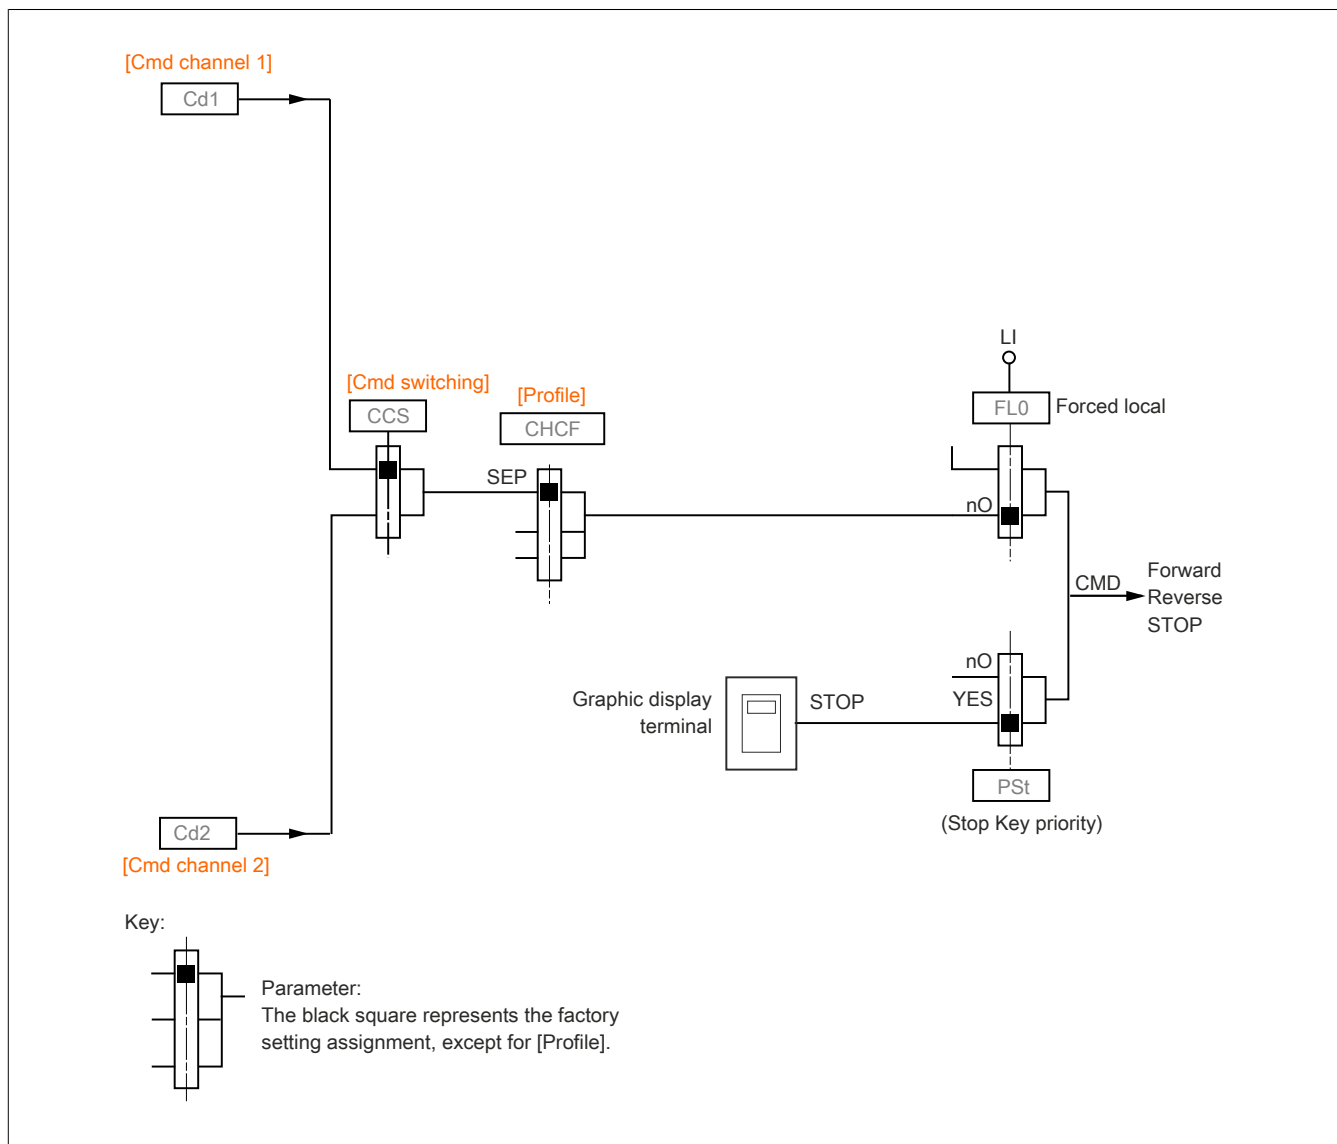 [Cmd channel 1]
Cd1
LI
[Cmd switching]
[Profile]
CCS
CHCF
FL0
Forced local
SEP
nO
CMD
Forward
Reverse
STOP
nO
Graphic display
terminal
STOP
YES
PSt
(Stop Key priority)
Cd2
[Cmd channel 2]
Key:
Parameter:
The black square represents the factory
setting assignment, except for [Profile].